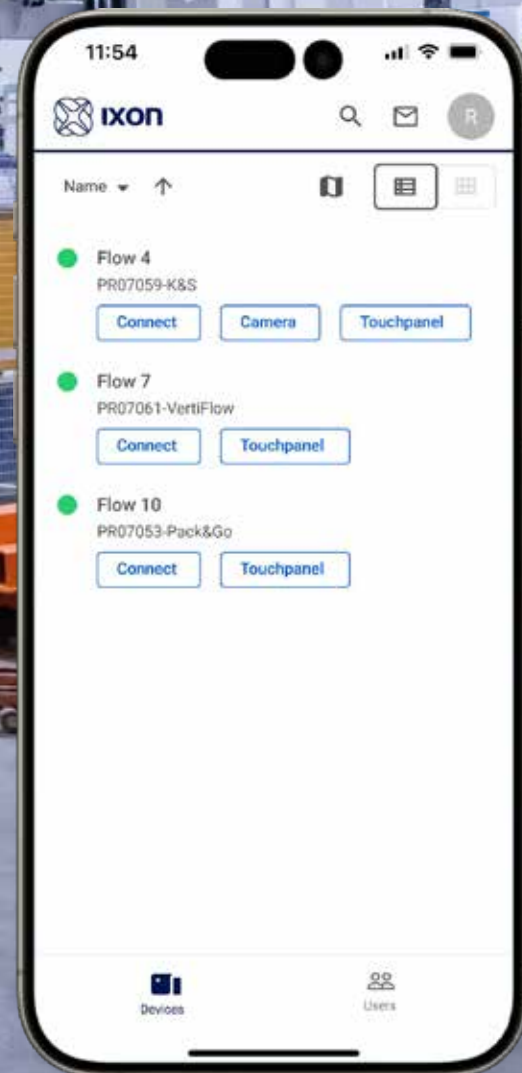 11:54
IXON
R
Name
Flow 4
PR07059-K&S
Connect Camera Touchpanel
Flow 7
PR07061-VertiFlow
Connect Touchpanel
Flow 10
PR07053-Pack&Go
Connect Touchpanel
Devices Users